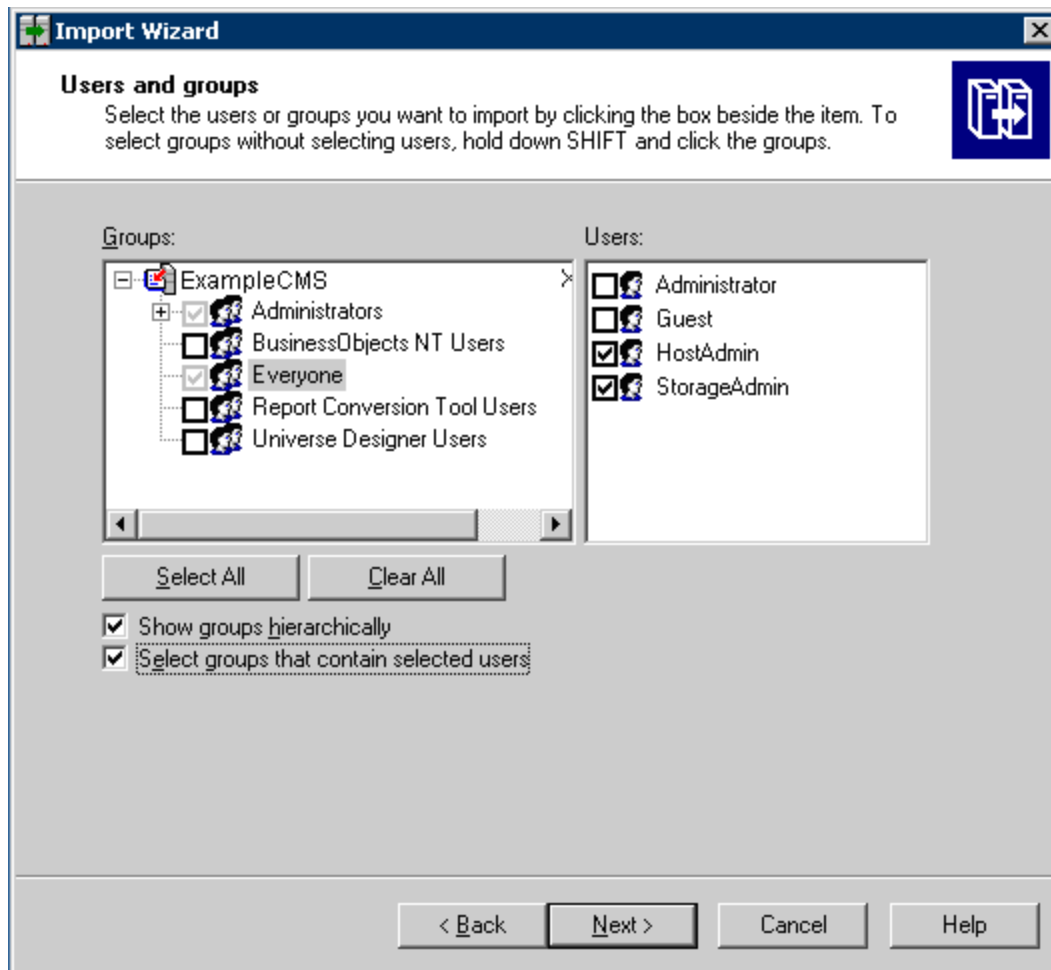 Import Wizard
Users and groups
Select the users or groups you want to import by clicking the box beside the item. To
select groups without selecting users, hold down SHIFT and click the groups.
Groups:
ExampleCMS
Administrators
BusinessObjects NT Users
Everyone
Report Conversion Tool Users
Universe Designer Users
Users:
Administrator
Guest
HostAdmin
StorageAdmin
Select All
Clear All
Show groups hierarchically
Select groups that contain selected users
< Back
Next >
Cancel
Help